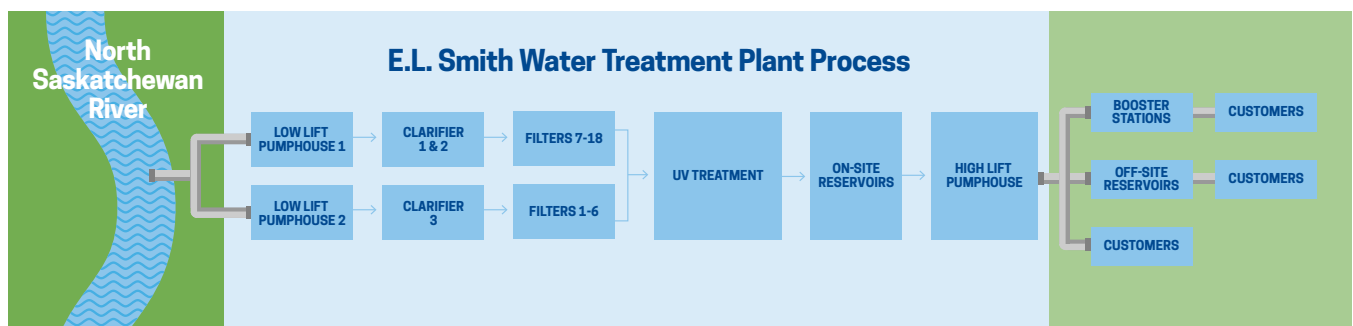 North
Saskatchewan
River
E.L. Smith Water Treatment Plant Process
LOW LIFT
PUMPHOUSE 1
CLARIFIER
1 & 2
FILTERS 7-18
LOW LIFT
PUMPHOUSE 2
CLARIFIER
3
FILTERS 1-6
UV TREATMENT
ON-SITE
RESERVOIRS
HIGH LIFT
PUMPHOUSE
BOOSTER
STATIONS
CUSTOMERS
OFF-SITE
RESERVOIRS
CUSTOMERS
CUSTOMERS